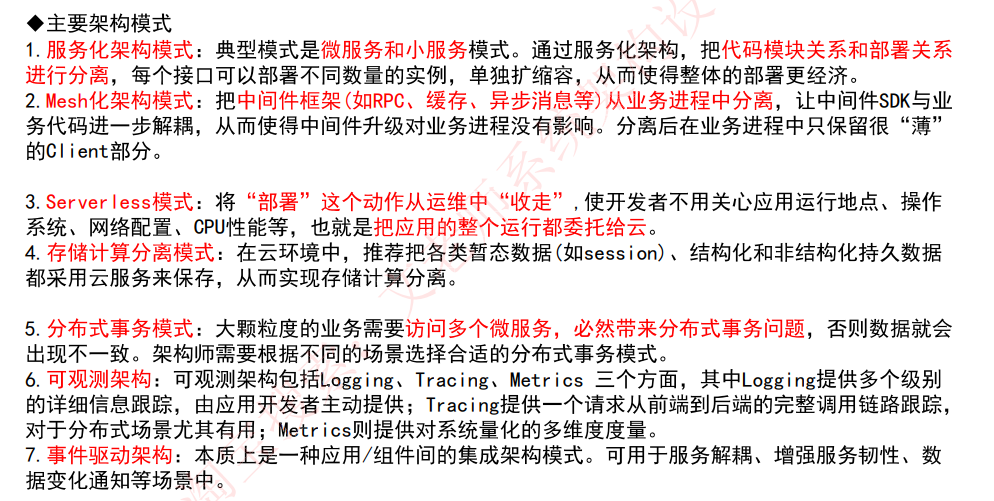 ◆主要架构模式
1.服务化架构模式：典型模式是微服务和小服务模式。通过服务化架构，把代码模块关系和部署关系
进行分离，每个接口可以部署不同数量的实例，单独扩缩容，从而使得整体的部署更经济。
2.Mesh化架构模式：把中间件框架(如RPC、缓存、异步消息等)从业务进程中分离，让中间件SDK与业
务代码进一步解耦，从而使得中间件升级对业务进程没有影响。分离后在业务进程中只保留很“薄”
的Client部分。
3.Serverless模式：将“部署”这个动作从运维中“收走”,使开发者不用关心应用运行地点、操作
系统、网络配置、CPU性能等，也就是把应用的整个运行都委托给云。
4.存储计算分离模式：在云环境中，推荐把各类暂态数据(如session)、结构化和非结构化持久数据
都采用云服务来保存，从而实现存储计算分离。
5.分布式事务模式：大颗粒度的业务需要访问多个微服务，必然带来分布式事务问题，否则数据就会
出现不一致。架构师需要根据不同的场景选择合适的分布式事务模式。
6.可观测架构：可观测架构包括Logging、Tracing、Metrics 三个方面，其中Logging提供多个级别
的详细信息跟踪，由应用开发者主动提供；Tracing提供一个请求从前端到后端的完整调用链路跟踪，
对于分布式场景尤其有用；Metrics则提供对系统量化的多维度度量。
7.事件驱动架构：本质上是一种应用/组件间的集成架构模式。可用于服务解耦、增强服务韧性、数
据变化通知等场景中。